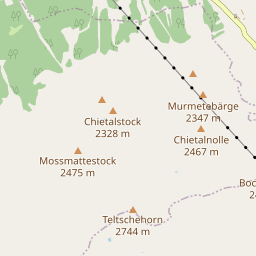 Murmetebärge
2347 m
Chietalstock
2328 m
Chietalnolle
2467 m
Mossmattestock
2475 m
Teltschehorn
2744 m